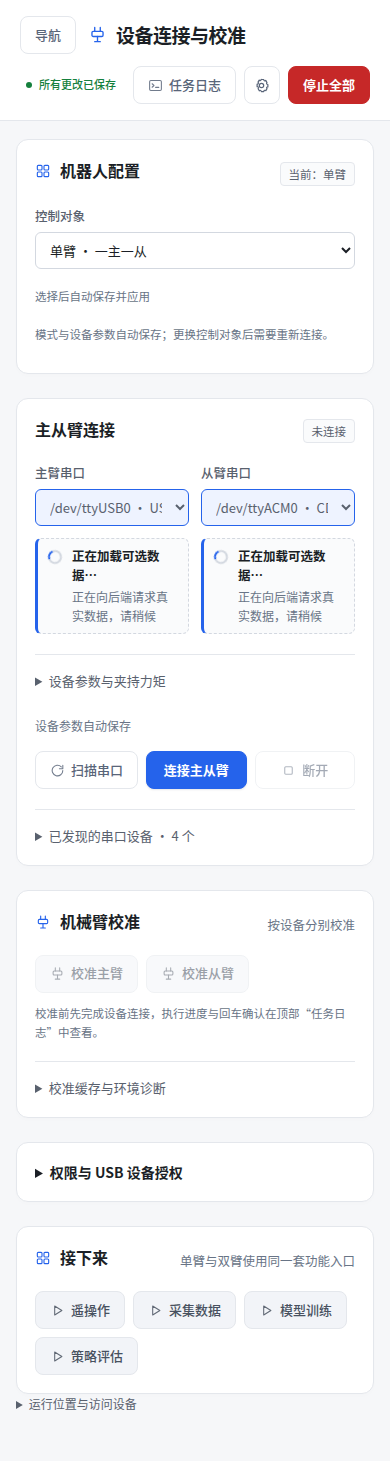 导航
设备连接与校准
所有更改已保存
任务日志
停止全部
机器人配置
当前：单臂
控制对象
单臂 · 一主一从
选择后自动保存并应用
模式与设备参数自动保存；更换控制对象后需要重新连接。
主从臂连接
未连接
主臂串口
从臂串口
/dev/ttyUSB0 · US
/dev/ttyACM0 · CD
正在加载可选数
据…
正在向后端请求真
实数据，请稍候
正在加载可选数
据…
正在向后端请求真
实数据，请稍候
设备参数与夹持力矩
设备参数自动保存
扫描串口
连接主从臂
断开
已发现的串口设备 · 4 个
机械臂校准
按设备分别校准
校准主臂
校准从臂
校准前先完成设备连接，执行进度与回车确认在顶部“任务日
志”中查看。
校准缓存与环境诊断
权限与 USB 设备授权
接下来
单臂与双臂使用同一套功能入口
遥操作
采集数据
模型训练
策略评估
运行位置与访问设备